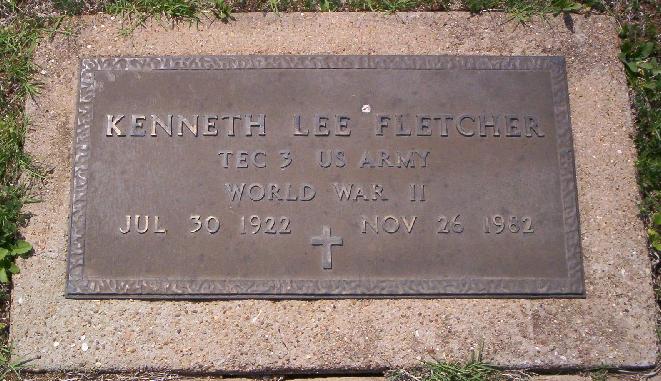 KENNETH LEE FLETCHER
TEC 3 US ARMY
WORLD WAR II
JUL 30 1922 NOV 26 1982